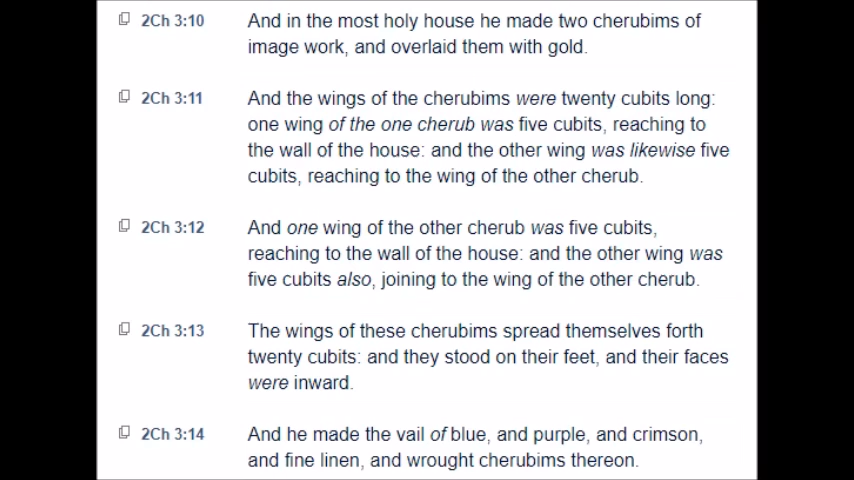 2Ch 3:10 And in the most holy house he made two cherubims of
image work, and overlaid them with gold.
2Ch 3:11 And the wings of the cherubims were twenty cubits long:
one wing of the one cherub was five cubits, reaching to
the wall of the house: and the other wing was likewise five
cubits, reaching to the wing of the other cherub.
2Ch 3:12 And one wing of the other cherub was five cubits,
reaching to the wall of the house: and the other wing was
five cubits also, joining to the wing of the other cherub.
2Ch 3:13 The wings of these cherubims spread themselves forth
twenty cubits: and they stood on their feet, and their faces
were inward.
2Ch 3:14 And he made the vail of blue, and purple, and crimson,
and fine linen, and wrought cherubims thereon.